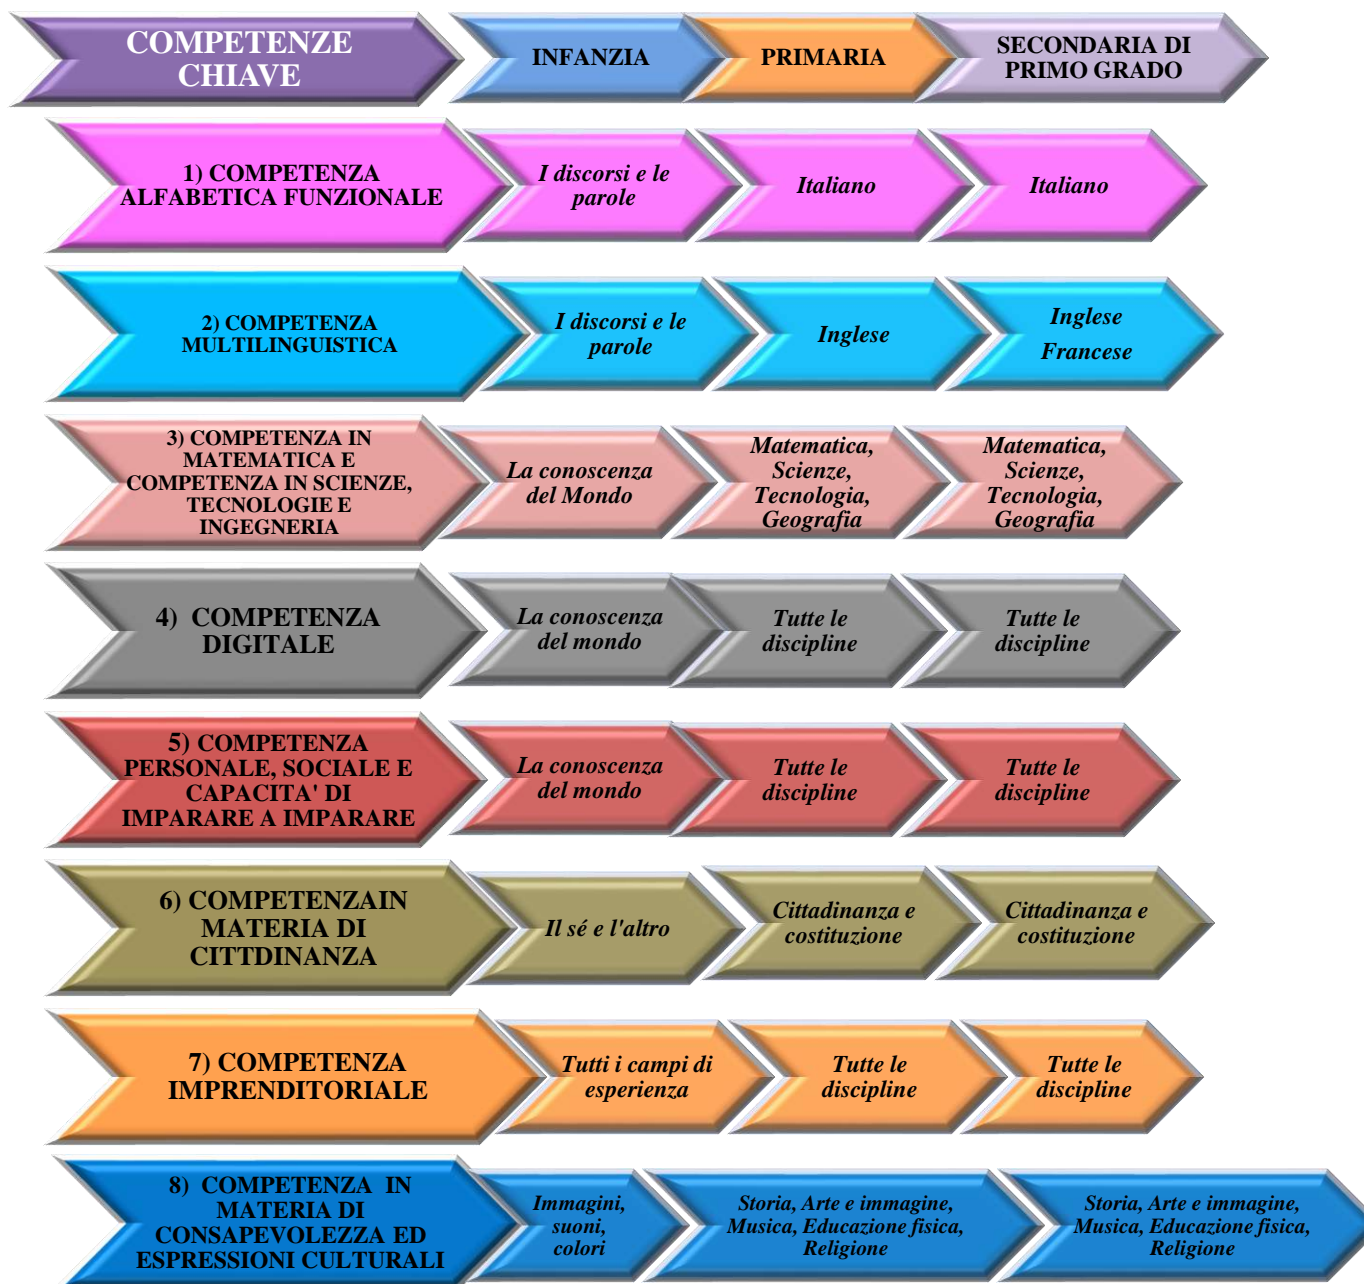 COMPETENZE
CHIAVE
INFANZIA
PRIMARIA
SECONDARIA DI
PRIMO GRADO
1) COMPETENZA
ALFABETICA FUNZIONALE
I discorsi e le
parole
Italiano
Italiano
2) COMPETENZA
MULTILINGUISTICA
I discorsi e le
parole
Inglese
Inglese
Francese
3) COMPETENZA IN
MATEMATICA E
COMPETENZA IN SCIENZE,
TECNOLOGIE E
INGEGNERIA
La conoscenza
del Mondo
Matematica,
Scienze,
Tecnologia,
Geografia
Matematica,
Scienze,
Tecnologia,
Geografia
4) COMPETENZA
DIGITALE
La conoscenza
del mondo
Tutte le
discipline
Tutte le
discipline
5) COMPETENZA
PERSONALE, SOCIALE E
CAPACITA' DI
IMPARARE A IMPARARE
La conoscenza
del mondo
Tutte le
discipline
Tutte le
discipline
6) COMPETENZAIN
MATERIA DI
CITTDINANZA
Il sé e l'altro
Cittadinanza e
costituzione
Cittadinanza e
costituzione
7) COMPETENZA
IMPRENDITORIALE
Tutti i campi di
esperienza
Tutte le
discipline
Tutte le
discipline
8) COMPETENZA IN
MATERIA DI
CONSAPEVOLEZZA ED
ESPRESSIONI CULTURALI
Immagini,
suoni,
colori
Storia, Arte e immagine,
Musica, Educazione fisica,
Religione
Storia, Arte e immagine,
Musica, Educazione fisica,
Religione